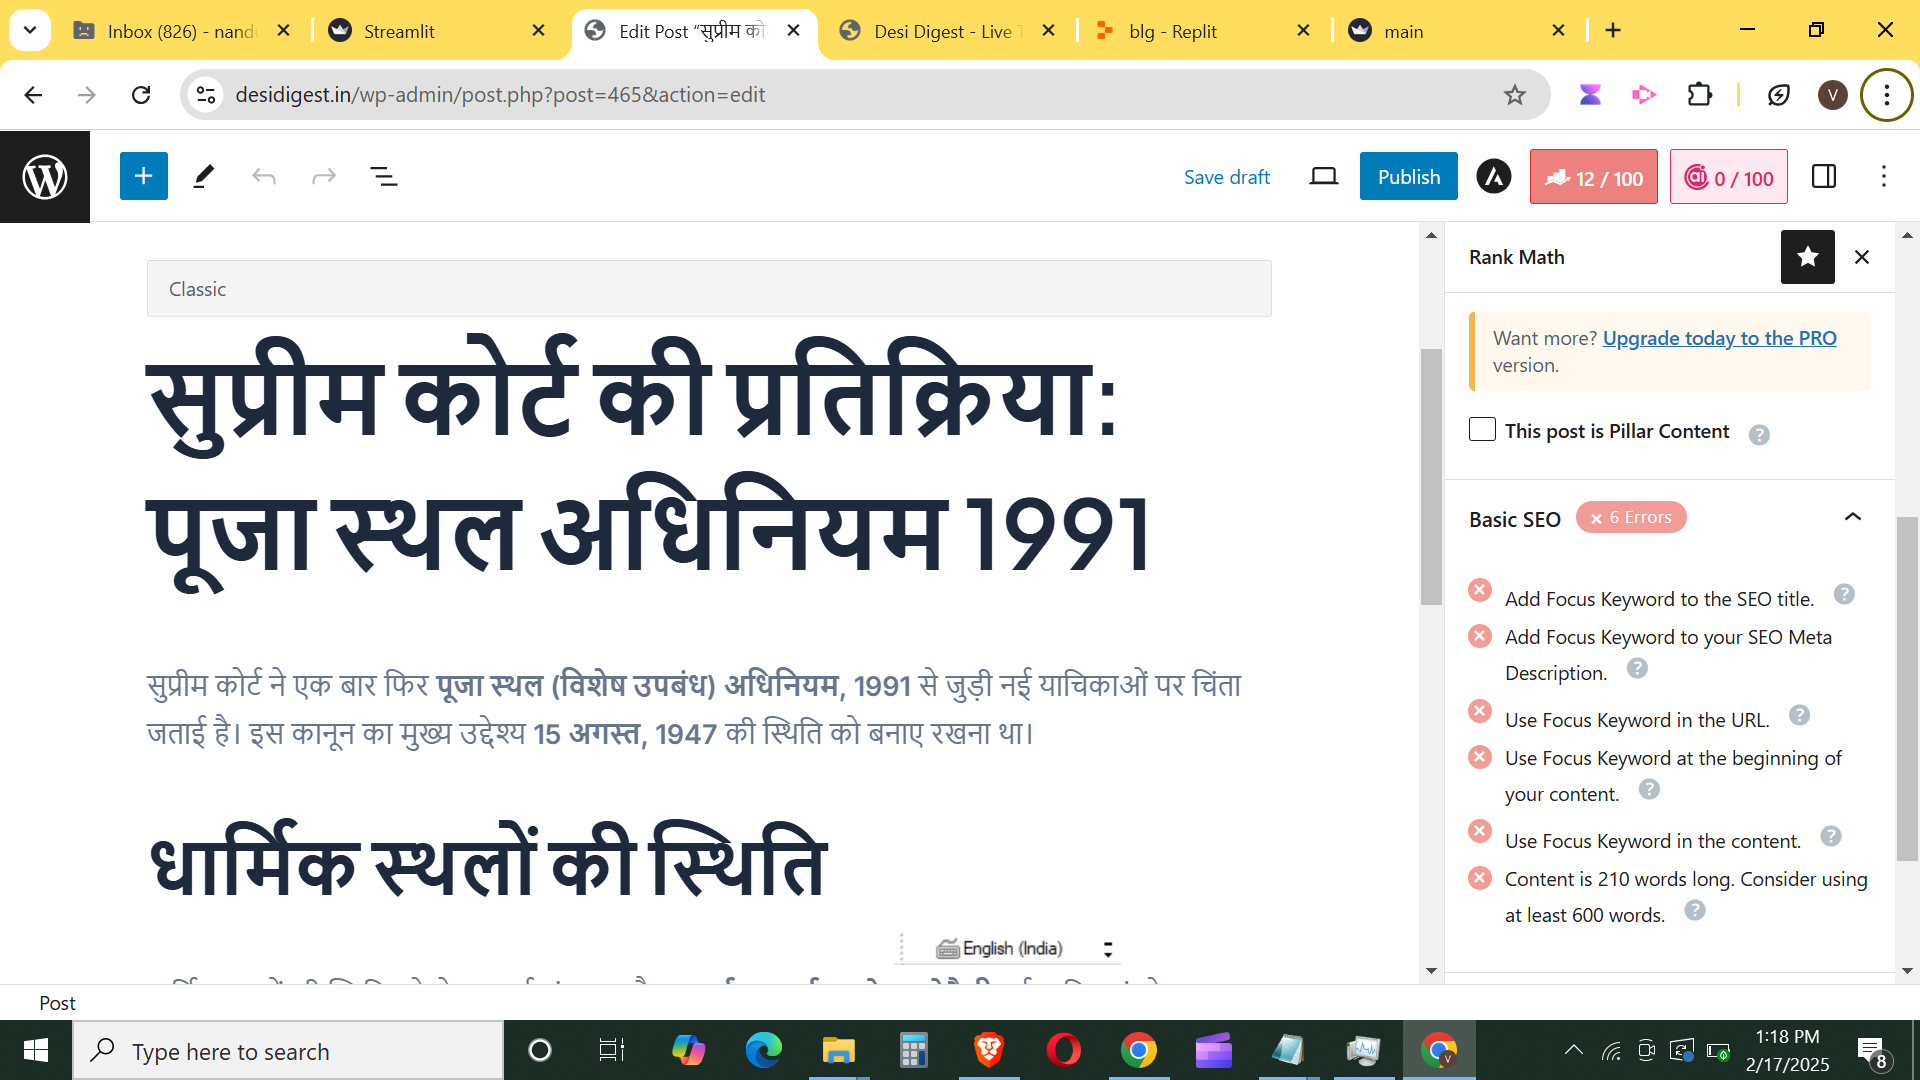 Inbox (826) - nand
Streamlit
Edit Post “सुप्रीम को
Desi Digest - Live T
blg - Replit
main
desidigest.in/wp-admin/post.php?post=465&action=edit
V
Save draft
Publish
12 / 100
0 / 100
Classic
सुप्रीम कोर्ट की प्रतिक्रिया:
पूजा स्थल अधिनियम 1991
सुप्रीम कोर्ट ने एक बार फिर पूजा स्थल (विशेष उपबंध) अधिनियम, 1991 से जुड़ी नई याचिकाओं पर चिंता
जताई है। इस कानून का मुख्य उद्देश्य 15 अगस्त, 1947 की स्थिति को बनाए रखना था।
धार्मिक स्थलों की स्थिति
English (India)
Rank Math
Want more? Upgrade today to the PRO
version.
This post is Pillar Content
Basic SEO
× 6 Errors
Add Focus Keyword to the SEO title.
Add Focus Keyword to your SEO Meta
Description.
Use Focus Keyword in the URL.
Use Focus Keyword at the beginning of
your content.
Use Focus Keyword in the content.
Content is 210 words long. Consider using
at least 600 words.
Post
Type here to search
1:18 PM
2/17/2025
8